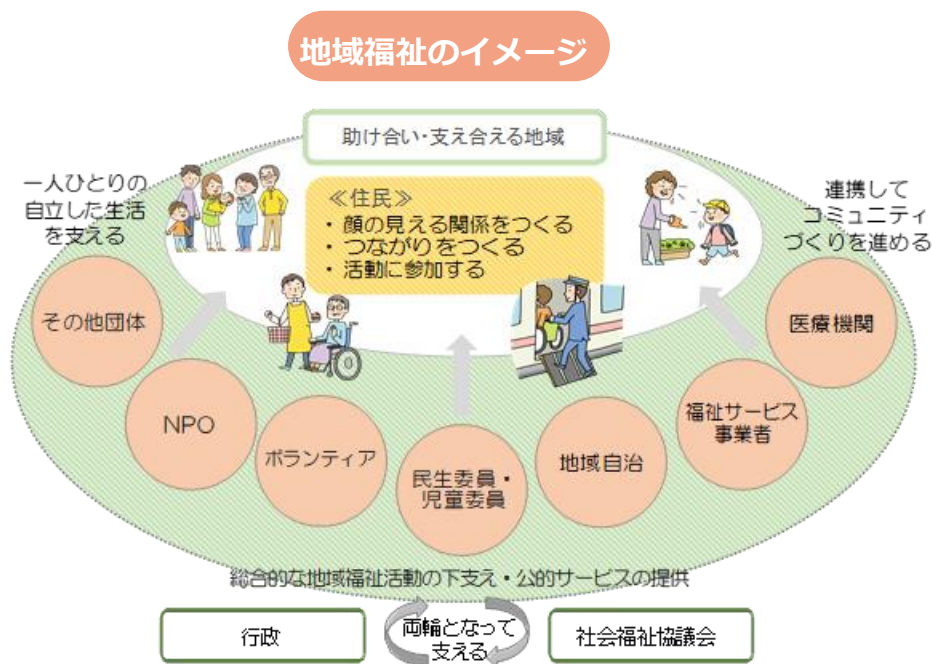 地域福祉のイメージ
助け合い・支え合える地域
一人ひとりの
自立した生活
を支える
≪住民≫
・顔の見える関係をつくる
・つながりをつくる
・活動に参加する
連携して
コミュニティ
づくりを進める
その他団体
NPO
ボランティア
民生委員・
児童委員
地域自治
福祉サービス
事業者
医療機関
総合的な地域福祉活動の下支え・公的サービスの提供
行政
両輪となって
支える
社会福祉協議会